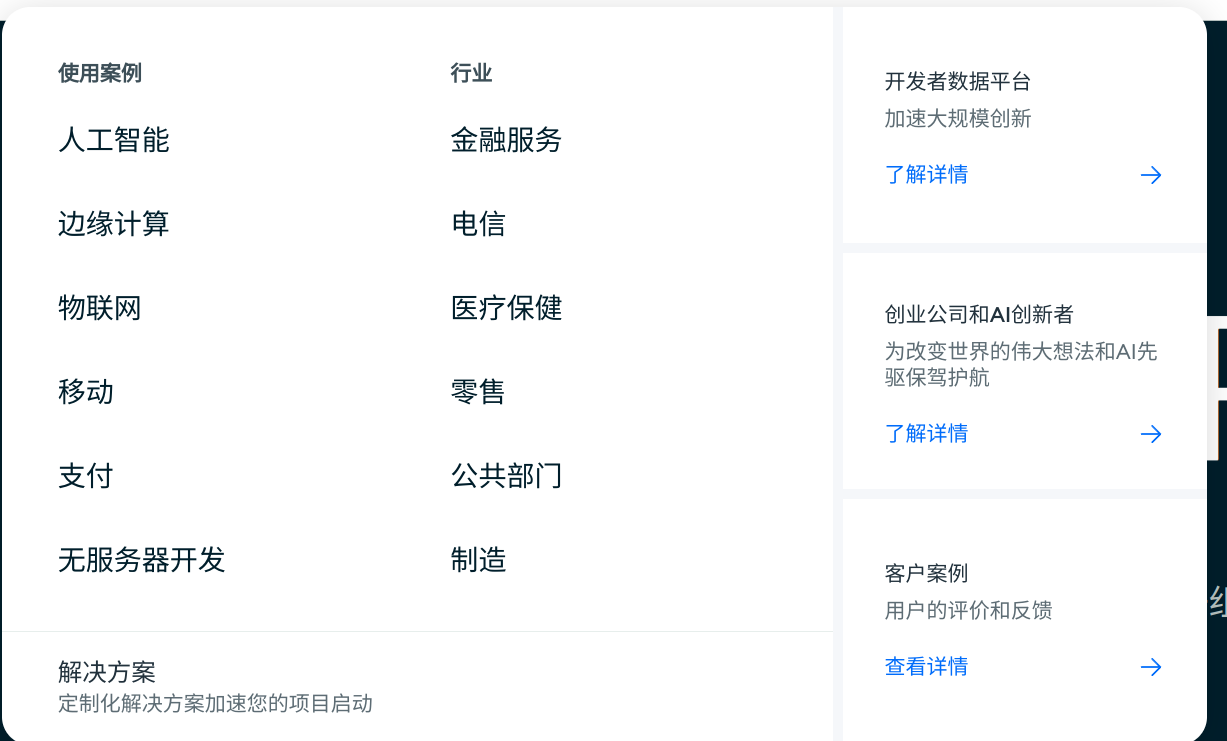 使用案例
人工智能
边缘计算
物联网
移动
支付
无服务器开发
行业
金融服务
电信
医疗保健
零售
公共部门
制造
解决方案
定制化解决方案加速您的项目启动
开发者数据平台
加速大规模创新
了解详情
创业公司和AI创新者
为改变世界的伟大想法和AI先
驱保驾护航
了解详情
客户案例
用户的评价和反馈
查看详情